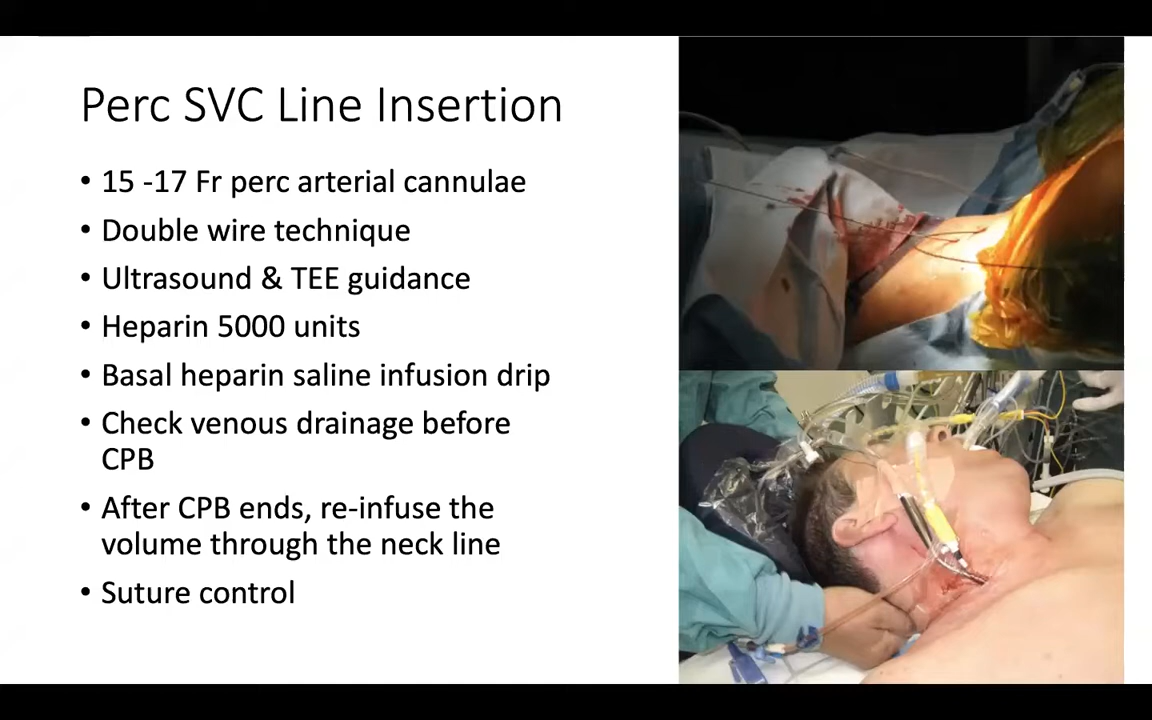 Perc SVC Line Insertion
• 15 -17 Fr perc arterial cannulae
• Double wire technique
• Ultrasound & TEE guidance
• Heparin 5000 units
• Basal heparin saline infusion drip
• Check venous drainage before
CPB
• After CPB ends, re-infuse the
volume through the neck line
• Suture control